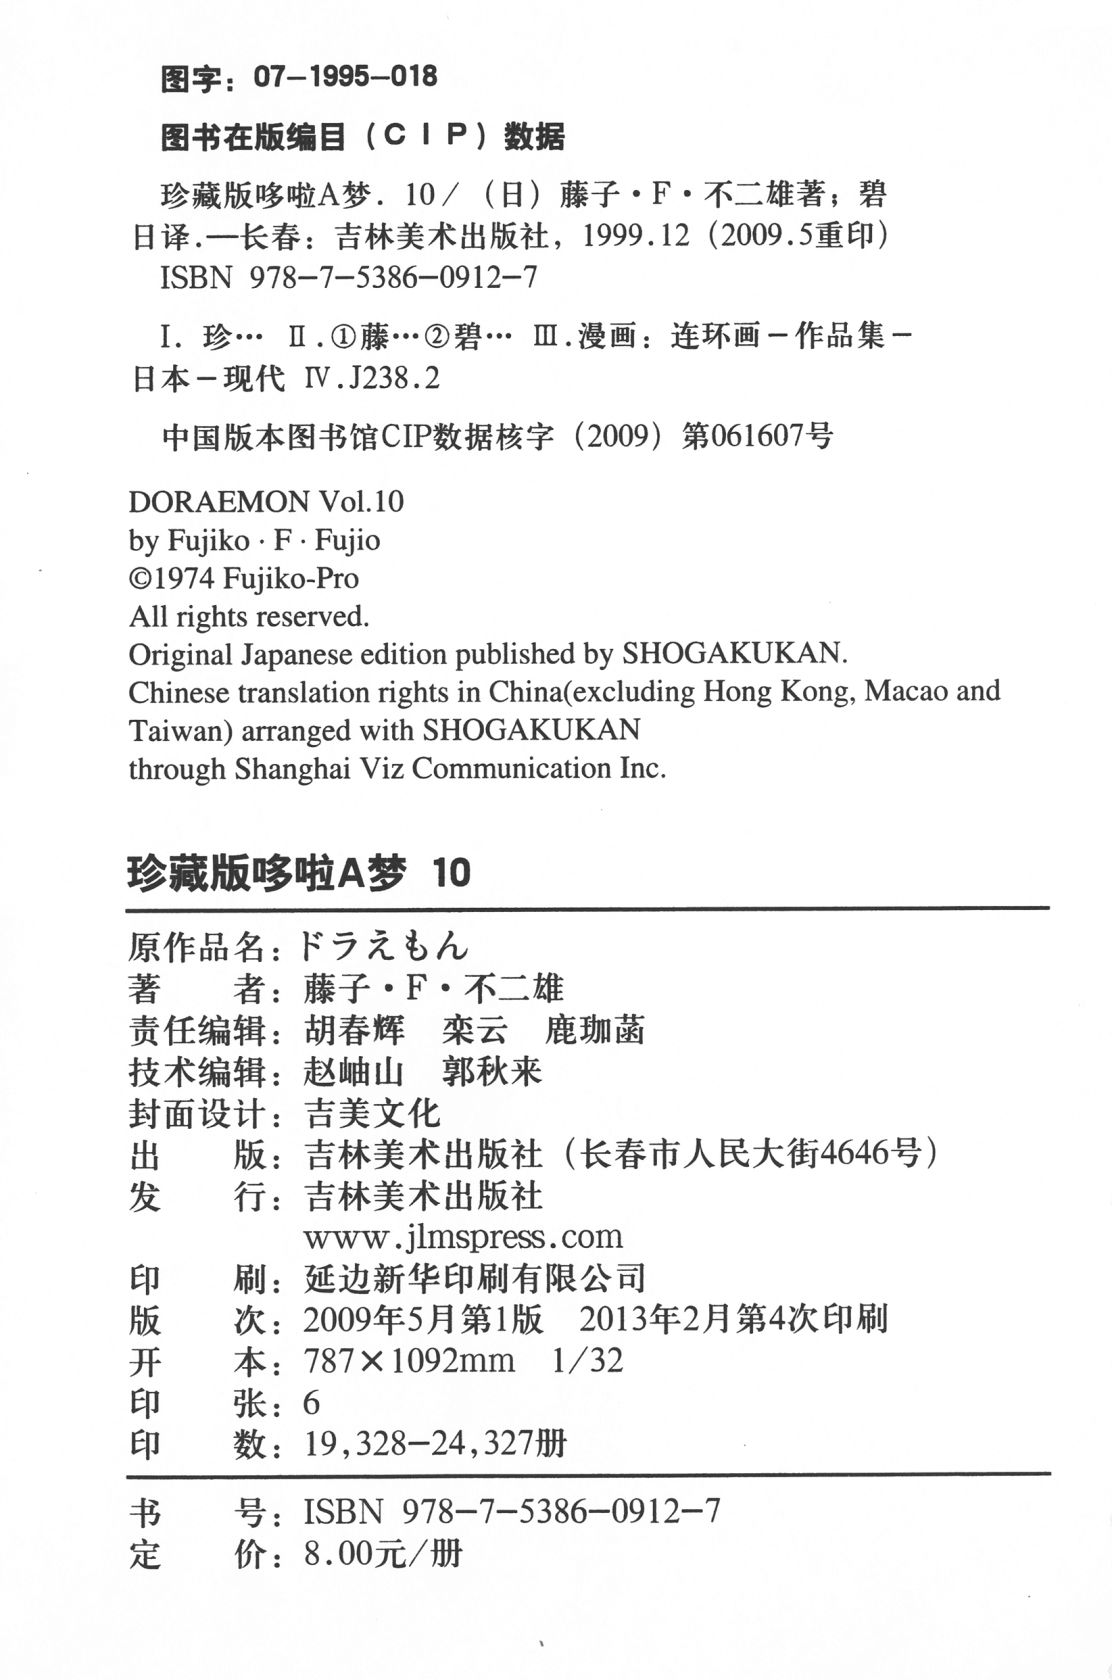 图字：07—1995—018
图书在版编目（CIP）数据
珍藏版哆啦A梦．10／（日）藤子·F·不二雄著；碧
日译．—长春：吉林美术出版社，1999.12（2009.5重印）
ISBN 978—7—5386—0912—7
Ⅰ．珍… Ⅱ．①藤…②碧… Ⅲ．漫画：连环画－作品集－
日本－现代 Ⅳ．J238.2
中国版本图书馆CIP数据核字（2009）第061607号
DORAEMON Vol.10
by Fujiko · F · Fujio
©1974 Fujiko-Pro
All rights reserved.
Original Japanese edition published by SHOGAKUKAN.
Chinese translation rights in China(excluding Hong Kong, Macao and
Taiwan) arranged with SHOGAKUKAN
through Shanghai Viz Communication Inc.
珍藏版哆啦A梦 10
原作品名：ドラえもん
著 者：藤子·F·不二雄
责任编辑：胡春辉 栾云 鹿珈菡
技术编辑：赵岫山 郭秋来
封面设计：吉美文化
出 版：吉林美术出版社（长春市人民大街4646号）
发 行：吉林美术出版社
www.jlmspress.com
印 刷：延边新华印刷有限公司
版 次：2009年5月第1版 2013年2月第4次印刷
开 本：787×1092mm 1/32
印 张：6
印 数：19,328—24,327册
书 号：ISBN 978—7—5386—0912—7
定 价：8.00元/册